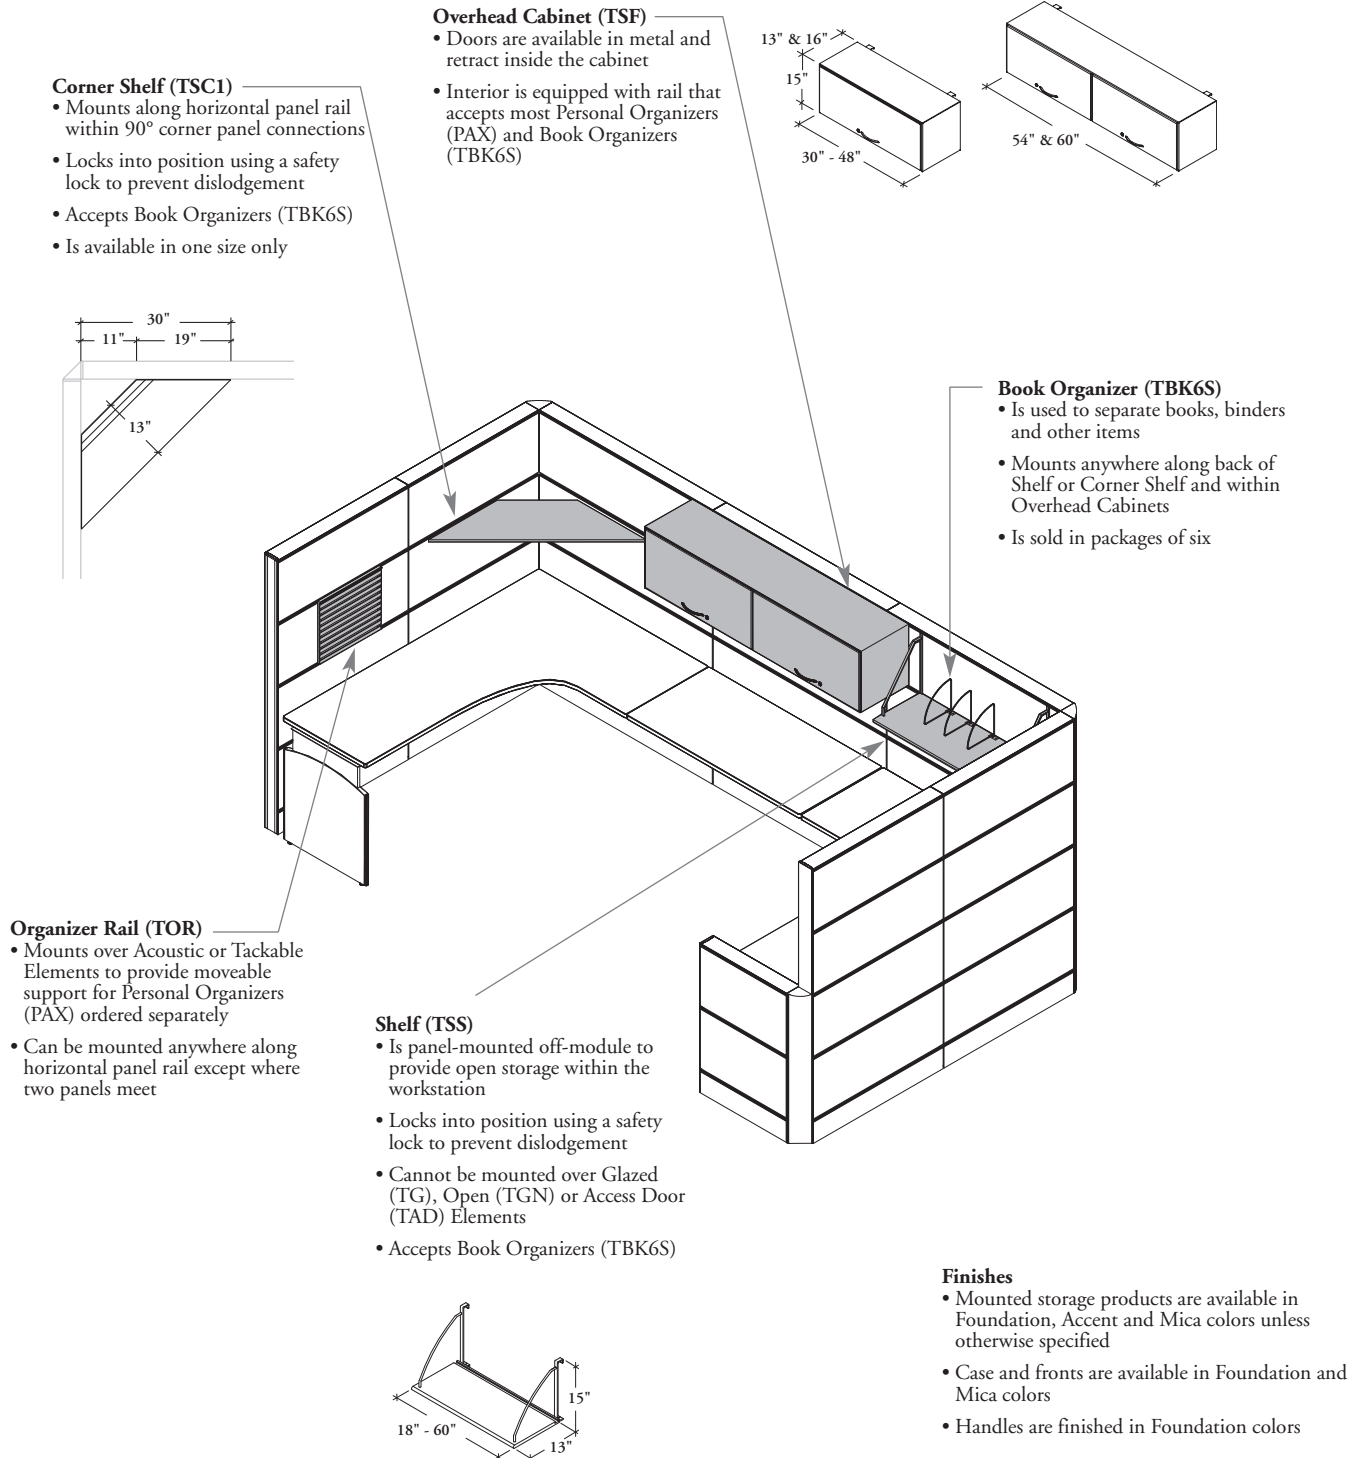 Overhead Cabinet (TSF)
• Doors are available in metal and
retract inside the cabinet
• Interior is equipped with rail that
accepts most Personal Organizers
(PAX) and Book Organizers
(TBK6S)
13" & 16"
15"
30" - 48"
54" & 60"
Corner Shelf (TSC1)
• Mounts along horizontal panel rail
within 90° corner panel connections
• Locks into position using a safety
lock to prevent dislodgement
• Accepts Book Organizers (TBK6S)
• Is available in one size only
30"
11"
19"
13"
Book Organizer (TBK6S)
• Is used to separate books, binders
and other items
• Mounts anywhere along back of
Shelf or Corner Shelf and within
Overhead Cabinets
• Is sold in packages of six
Organizer Rail (TOR)
• Mounts over Acoustic or Tackable
Elements to provide moveable
support for Personal Organizers
(PAX) ordered separately
• Can be mounted anywhere along
horizontal panel rail except where
two panels meet
Shelf (TSS)
• Is panel-mounted off-module to
provide open storage within the
workstation
• Locks into position using a safety
lock to prevent dislodgement
• Cannot be mounted over Glazed
(TG), Open (TGN) or Access Door
(TAD) Elements
• Accepts Book Organizers (TBK6S)
15"
18" - 60"
13"
Finishes
• Mounted storage products are available in
Foundation, Accent and Mica colors unless
otherwise specified
• Case and fronts are available in Foundation and
Mica colors
• Handles are finished in Foundation colors